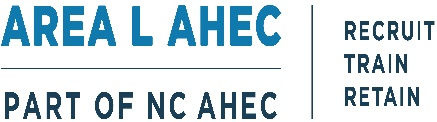 AREA L AHEC
PART OF NC AHEC
RECRUIT
TRAIN
RETAIN